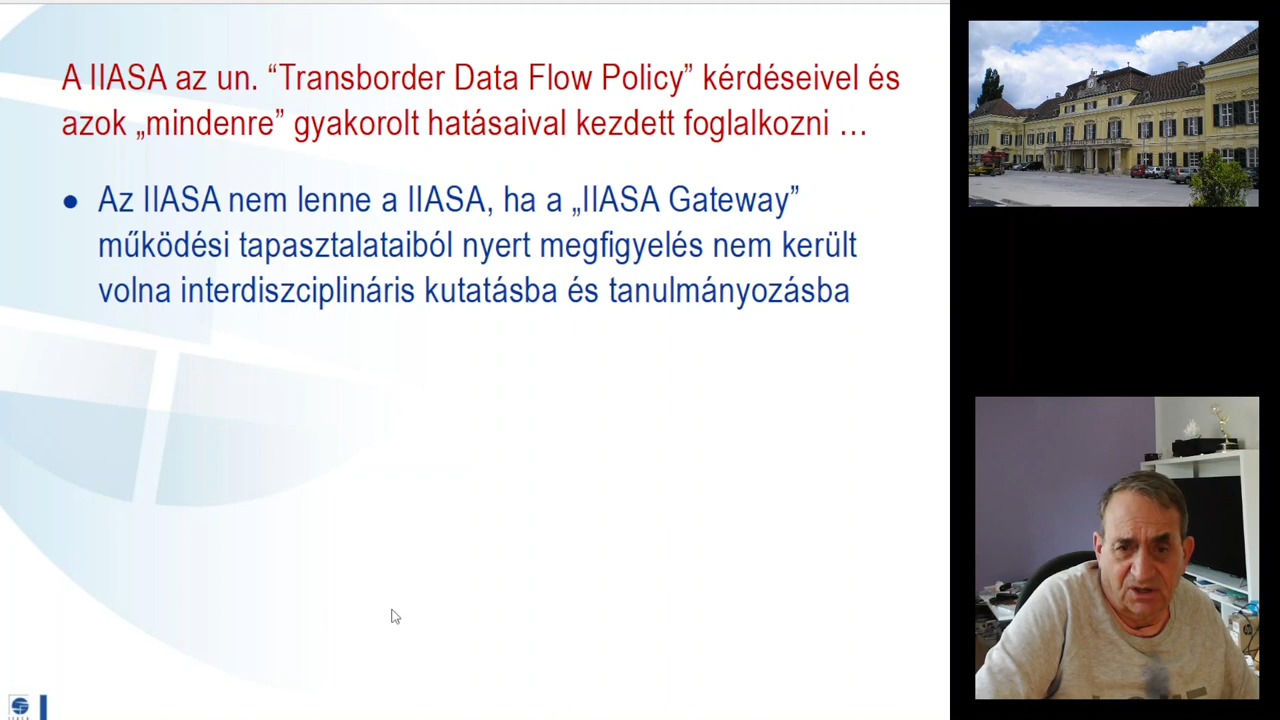 A IIASA az un. “Transborder Data Flow Policy” kérdéseivel és
azok „mindenre” gyakorolt hatásaival kezdett foglalkozni …
● Az IIASA nem lenne a IIASA, ha a „IIASA Gateway”
működési tapasztalataiból nyert megfigyelés nem került
volna interdiszciplináris kutatásba és tanulmányozásba
IIASA